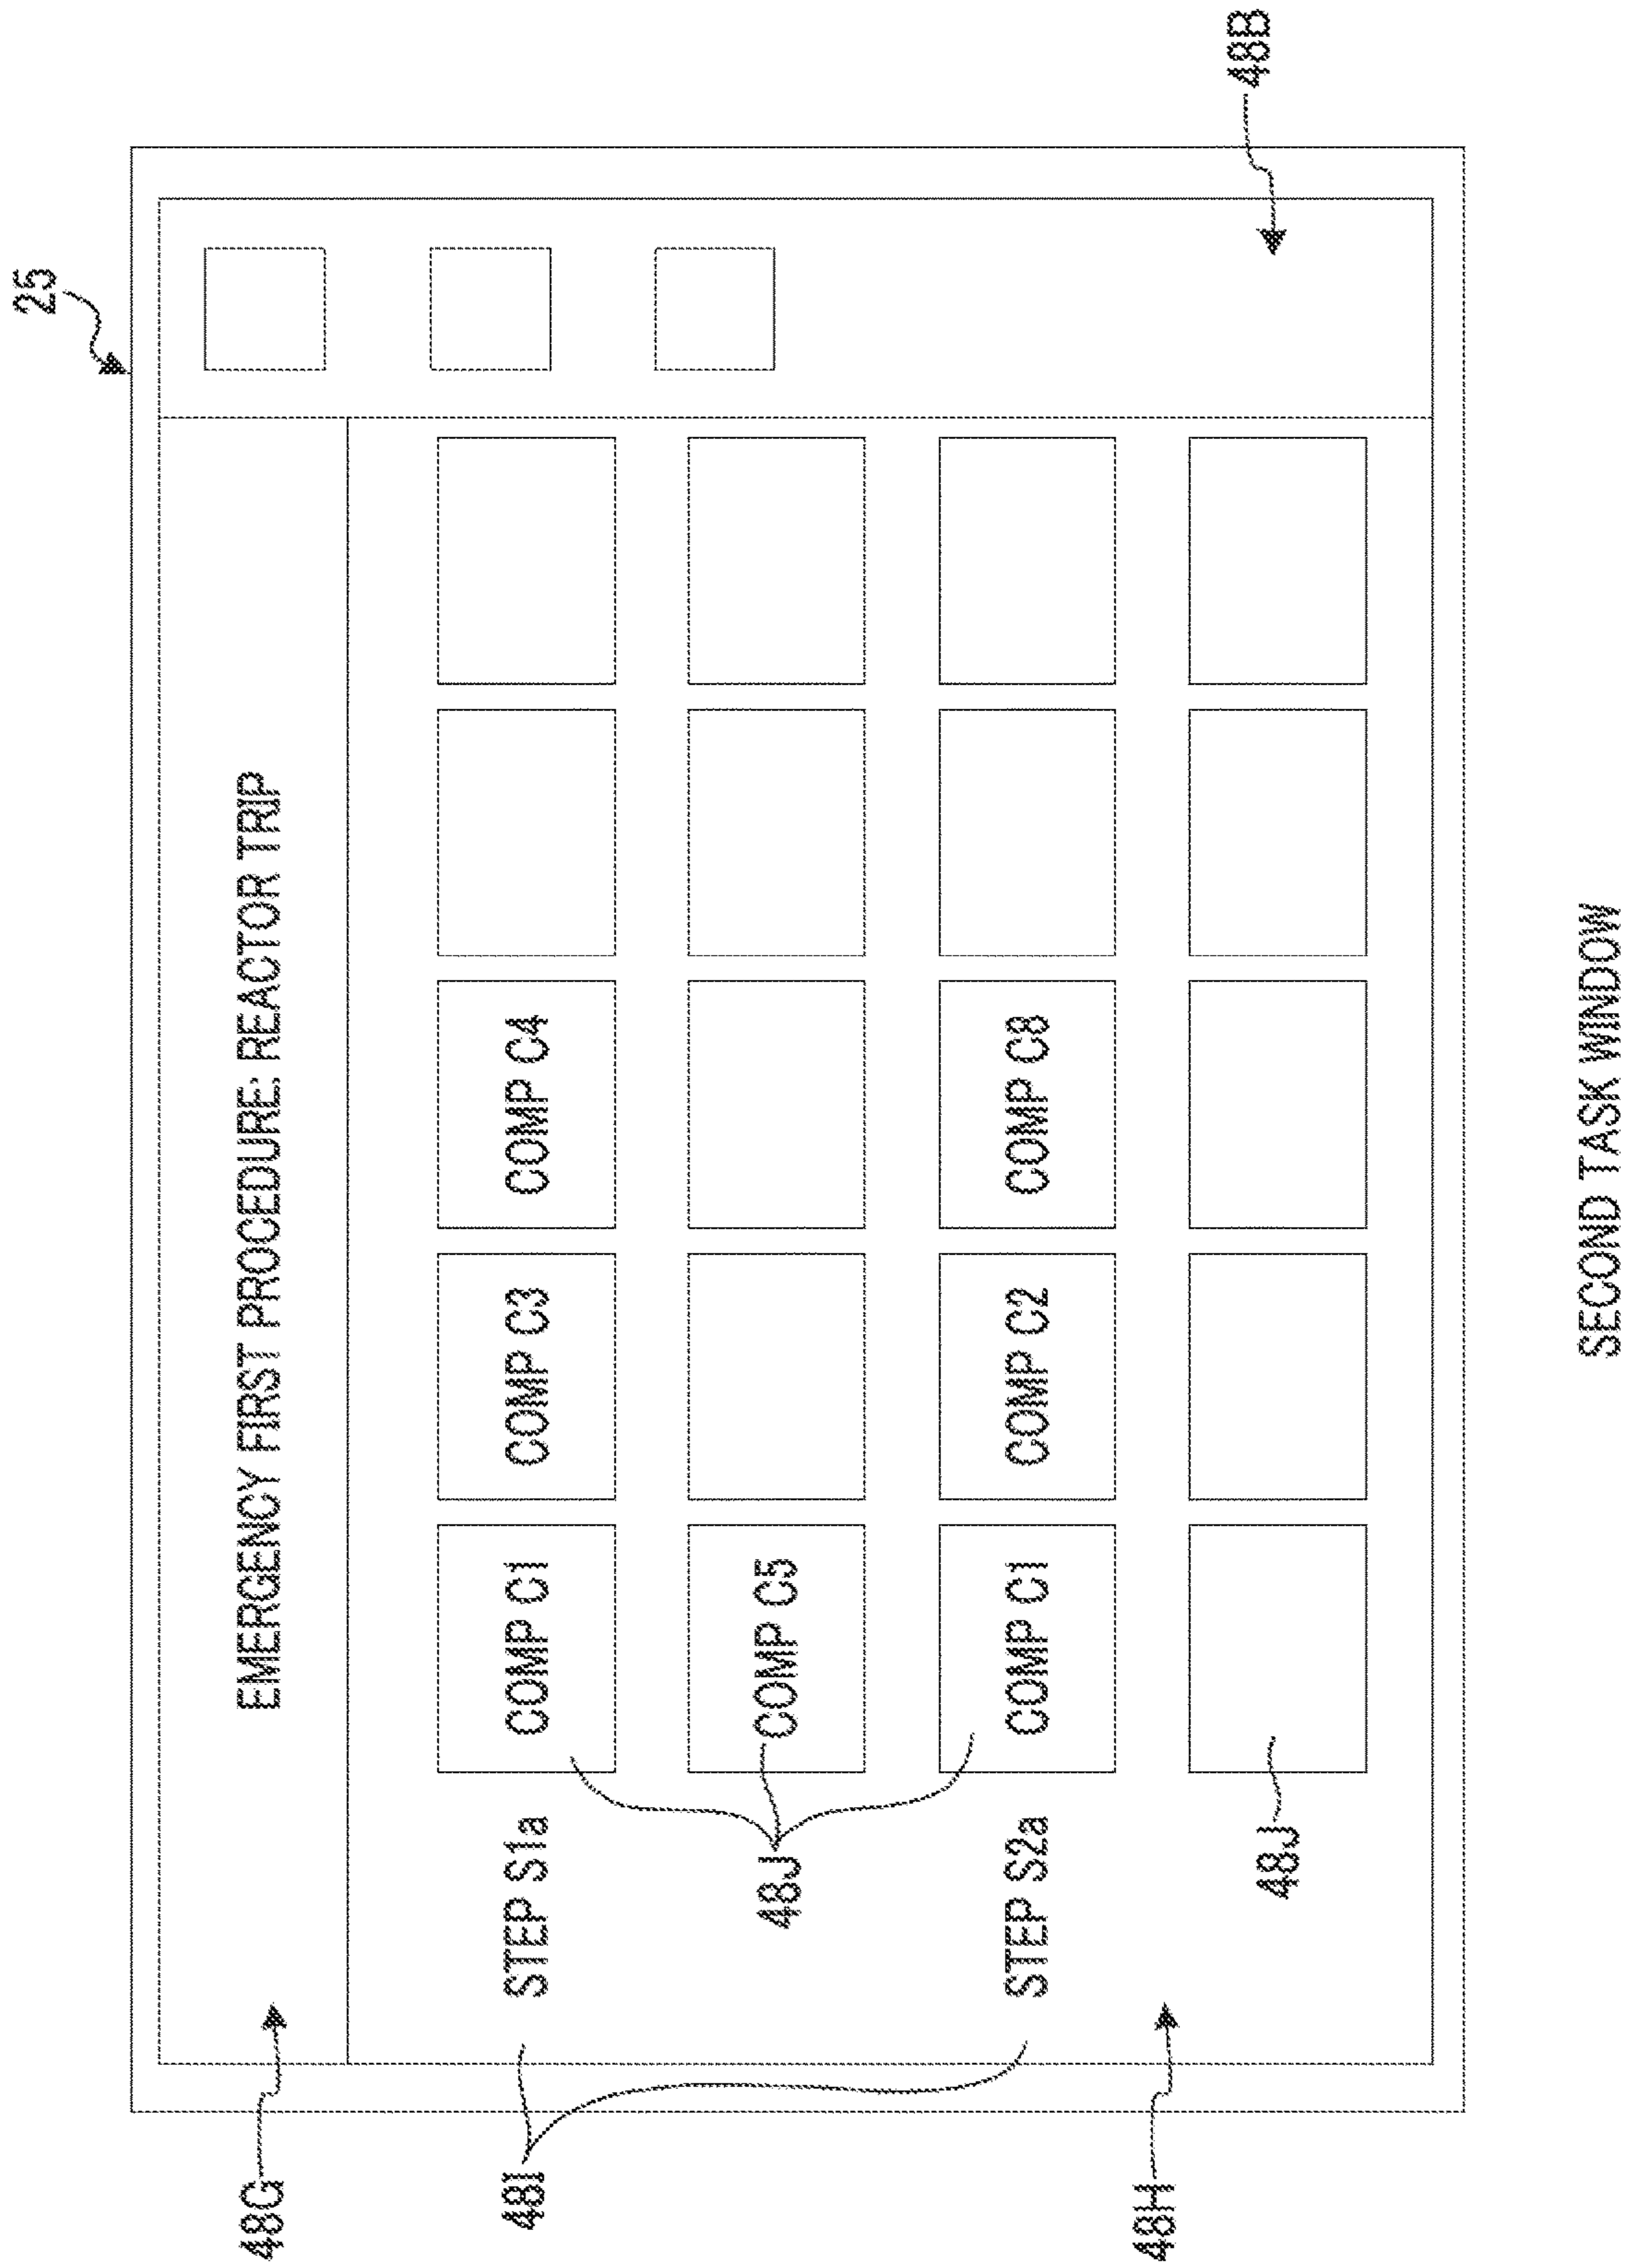 25
48G
EMERGENCY FIRST PROCEDURE: REACTOR TRIP
48I
STEP S1a
COMP C1
COMP C3
COMP C4
48J
COMP C5
STEP S2a
COMP C1
COMP C2
COMP C8
48H
48J
48B
SECOND TASK WINDOW